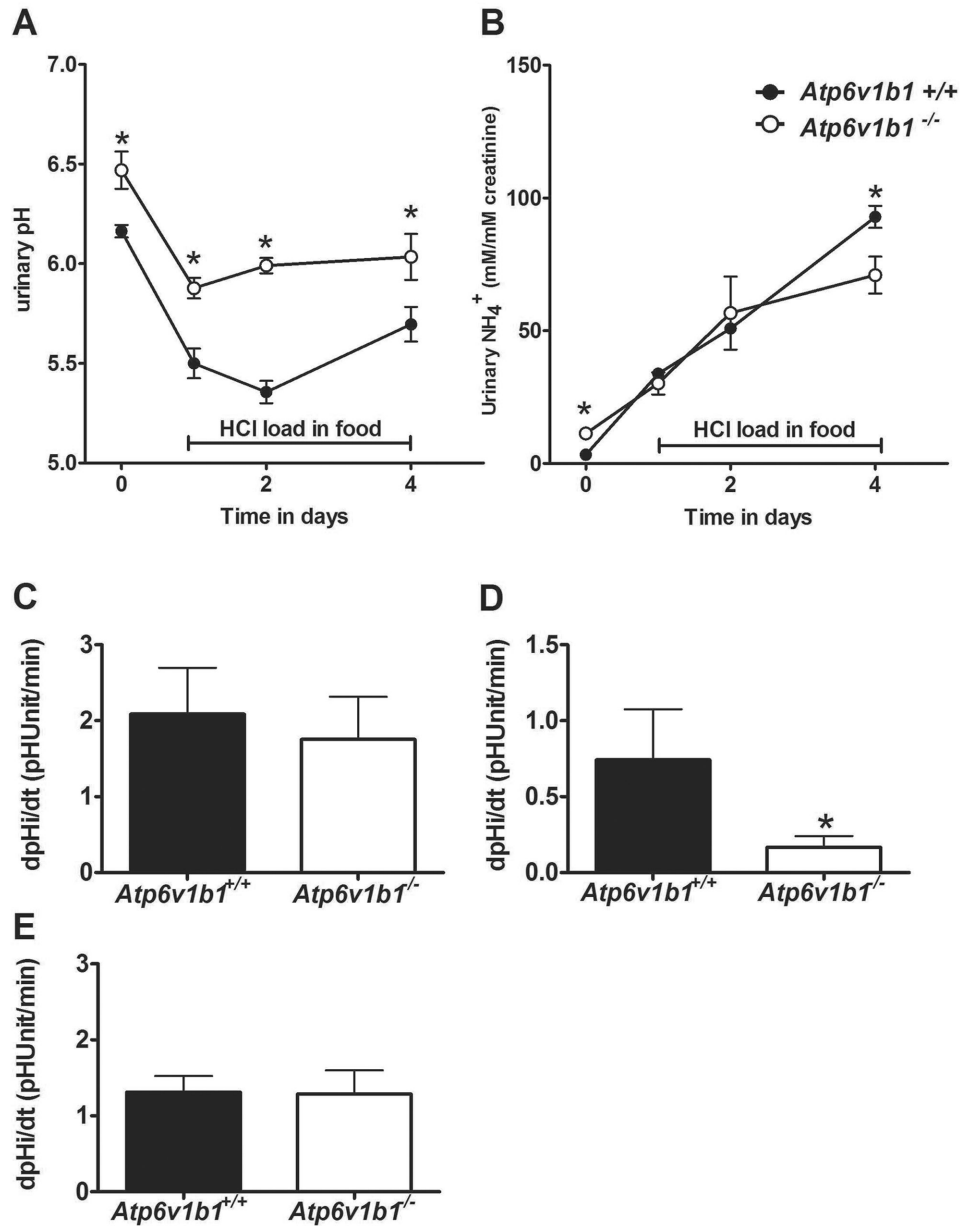 A
urinary pH
7.0
6.5
6.0
5.5
5.0
*
*
*
*
HCl load in food
0
2
4
Time in days
B
Urinary NH4+ (mM/mM creatinine)
150
100
50
0
Atp6v1b1 +/+
Atp6v1b1 -/-
*
*
HCl load in food
0
2
4
Time in days
C
dpHi/dt (pHUnit/min)
3
2
1
0
Atp6v1b1+/+
Atp6v1b1-/-
D
dpHi/dt (pHUnit/min)
1.5
1.0
0.5
0.0
*
Atp6v1b1+/+
Atp6v1b1-/-
E
dpHi/dt (pHUnit/min)
3
2
1
0
Atp6v1b1+/+
Atp6v1b1-/-